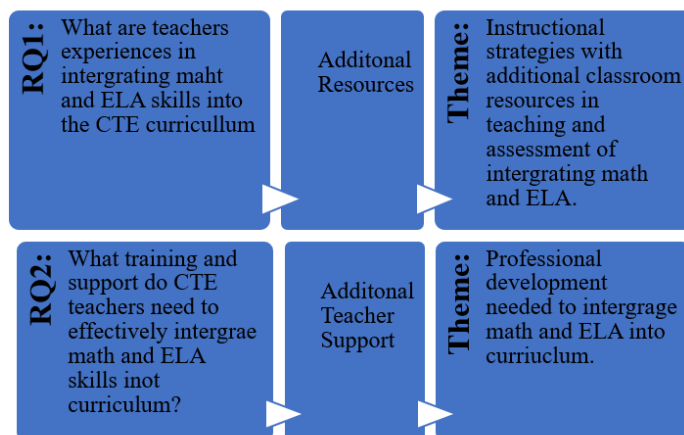 RQ1:
What are teachers
experiences in
intergrating maht
and ELA skills into
the CTE curricullum
Additonal
Resources
Theme:
Instructional
strategies with
additional classroom
resources in
teaching and
assessment of
intergrating math
and ELA.
RQ2:
What training and
support do CTE
teachers need to
effectively intergrae
math and ELA
skills inot
curriculum?
Additonal
Teacher
Support
Theme:
Professional
development
needed to intergrage
math and ELA into
curriuclum.